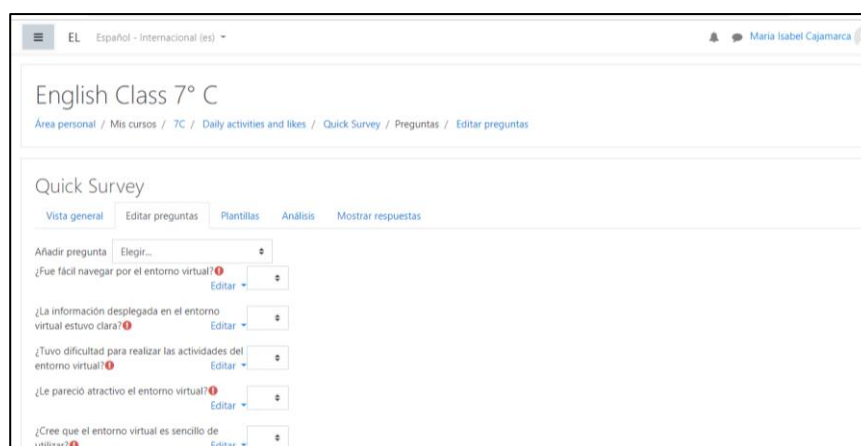 EL Español - Internacional (es)
Maria Isabel Cajamarca
English Class 7° C
Área personal / Mis cursos / 7C / Daily activities and likes / Quick Survey / Preguntas / Editar preguntas
Quick Survey
Vista general Editar preguntas Plantillas Análisis Mostrar respuestas
Añadir pregunta Elegir...
¿Fue fácil navegar por el entorno virtual?
Editar
¿La información desplegada en el entorno
virtual estuvo clara? Editar
¿Tuvo dificultad para realizar las actividades del
entorno virtual? Editar
¿Le pareció atractivo el entorno virtual?
Editar
¿Cree que el entorno virtual es sencillo de
utilizar? Editar